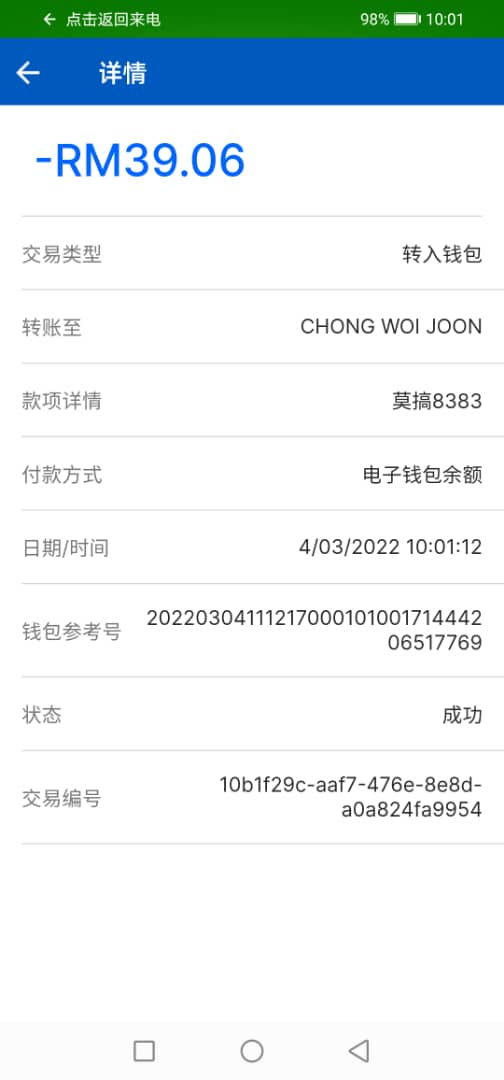 点击返回来电 98% 10:01
详情
-RM39.06
交易类型 转入钱包
转账至 CHONG WOI JOON
款项详情 莫搞8383
付款方式 电子钱包余额
日期/时间 4/03/2022 10:01:12
钱包参考号 20220304111217000101001714442
06517769
状态 成功
交易编号 10b1f29c-aaf7-476e-8e8d-
a0a824fa9954